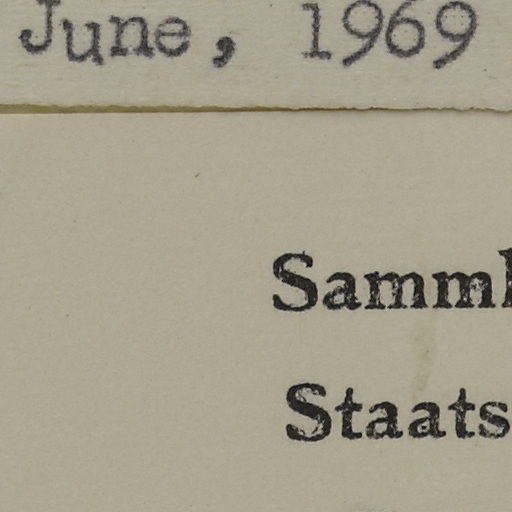 June, 1969
Samml
Staats